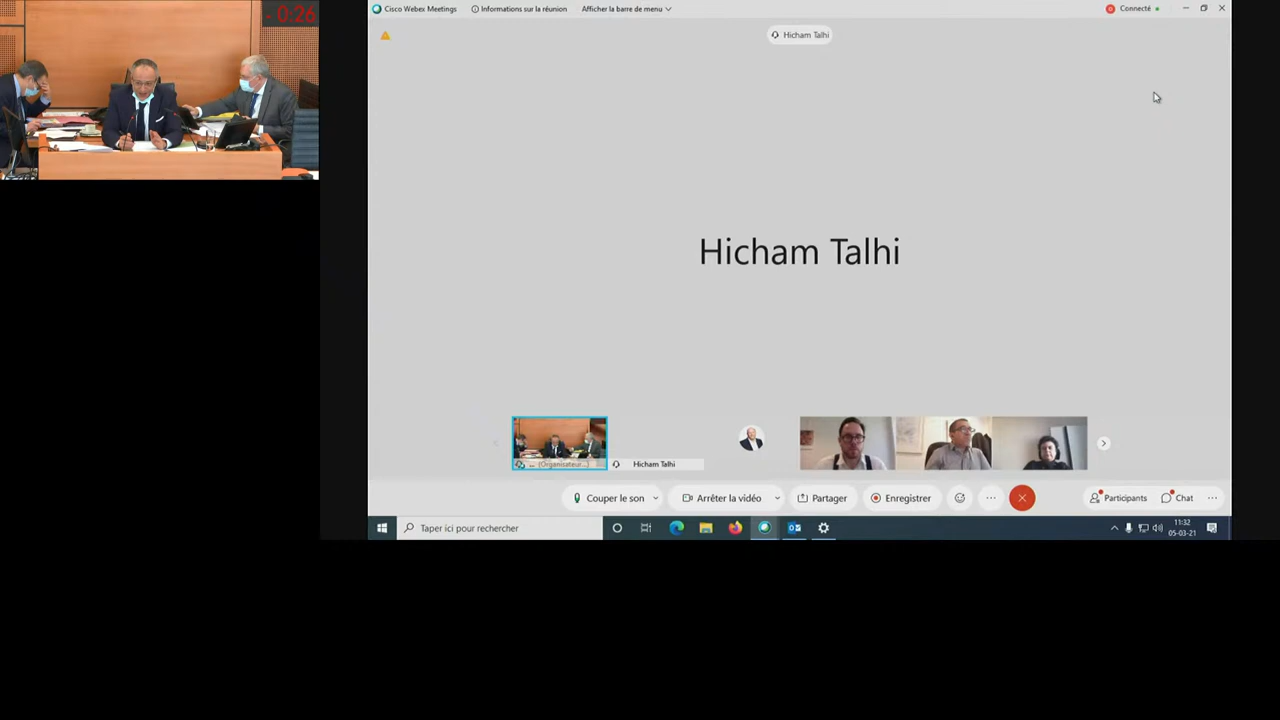 - 0:26
Cisco Webex Meetings
Informations sur la réunion
Afficher la barre de menu
Connecté
Hicham Talhi
Hicham Talhi
... (Organisateur...)
Hicham Talhi
Couper le son
Arrêter la vidéo
Partager
Enregistrer
Participants
Chat
Taper ici pour rechercher
11:32
05-03-21